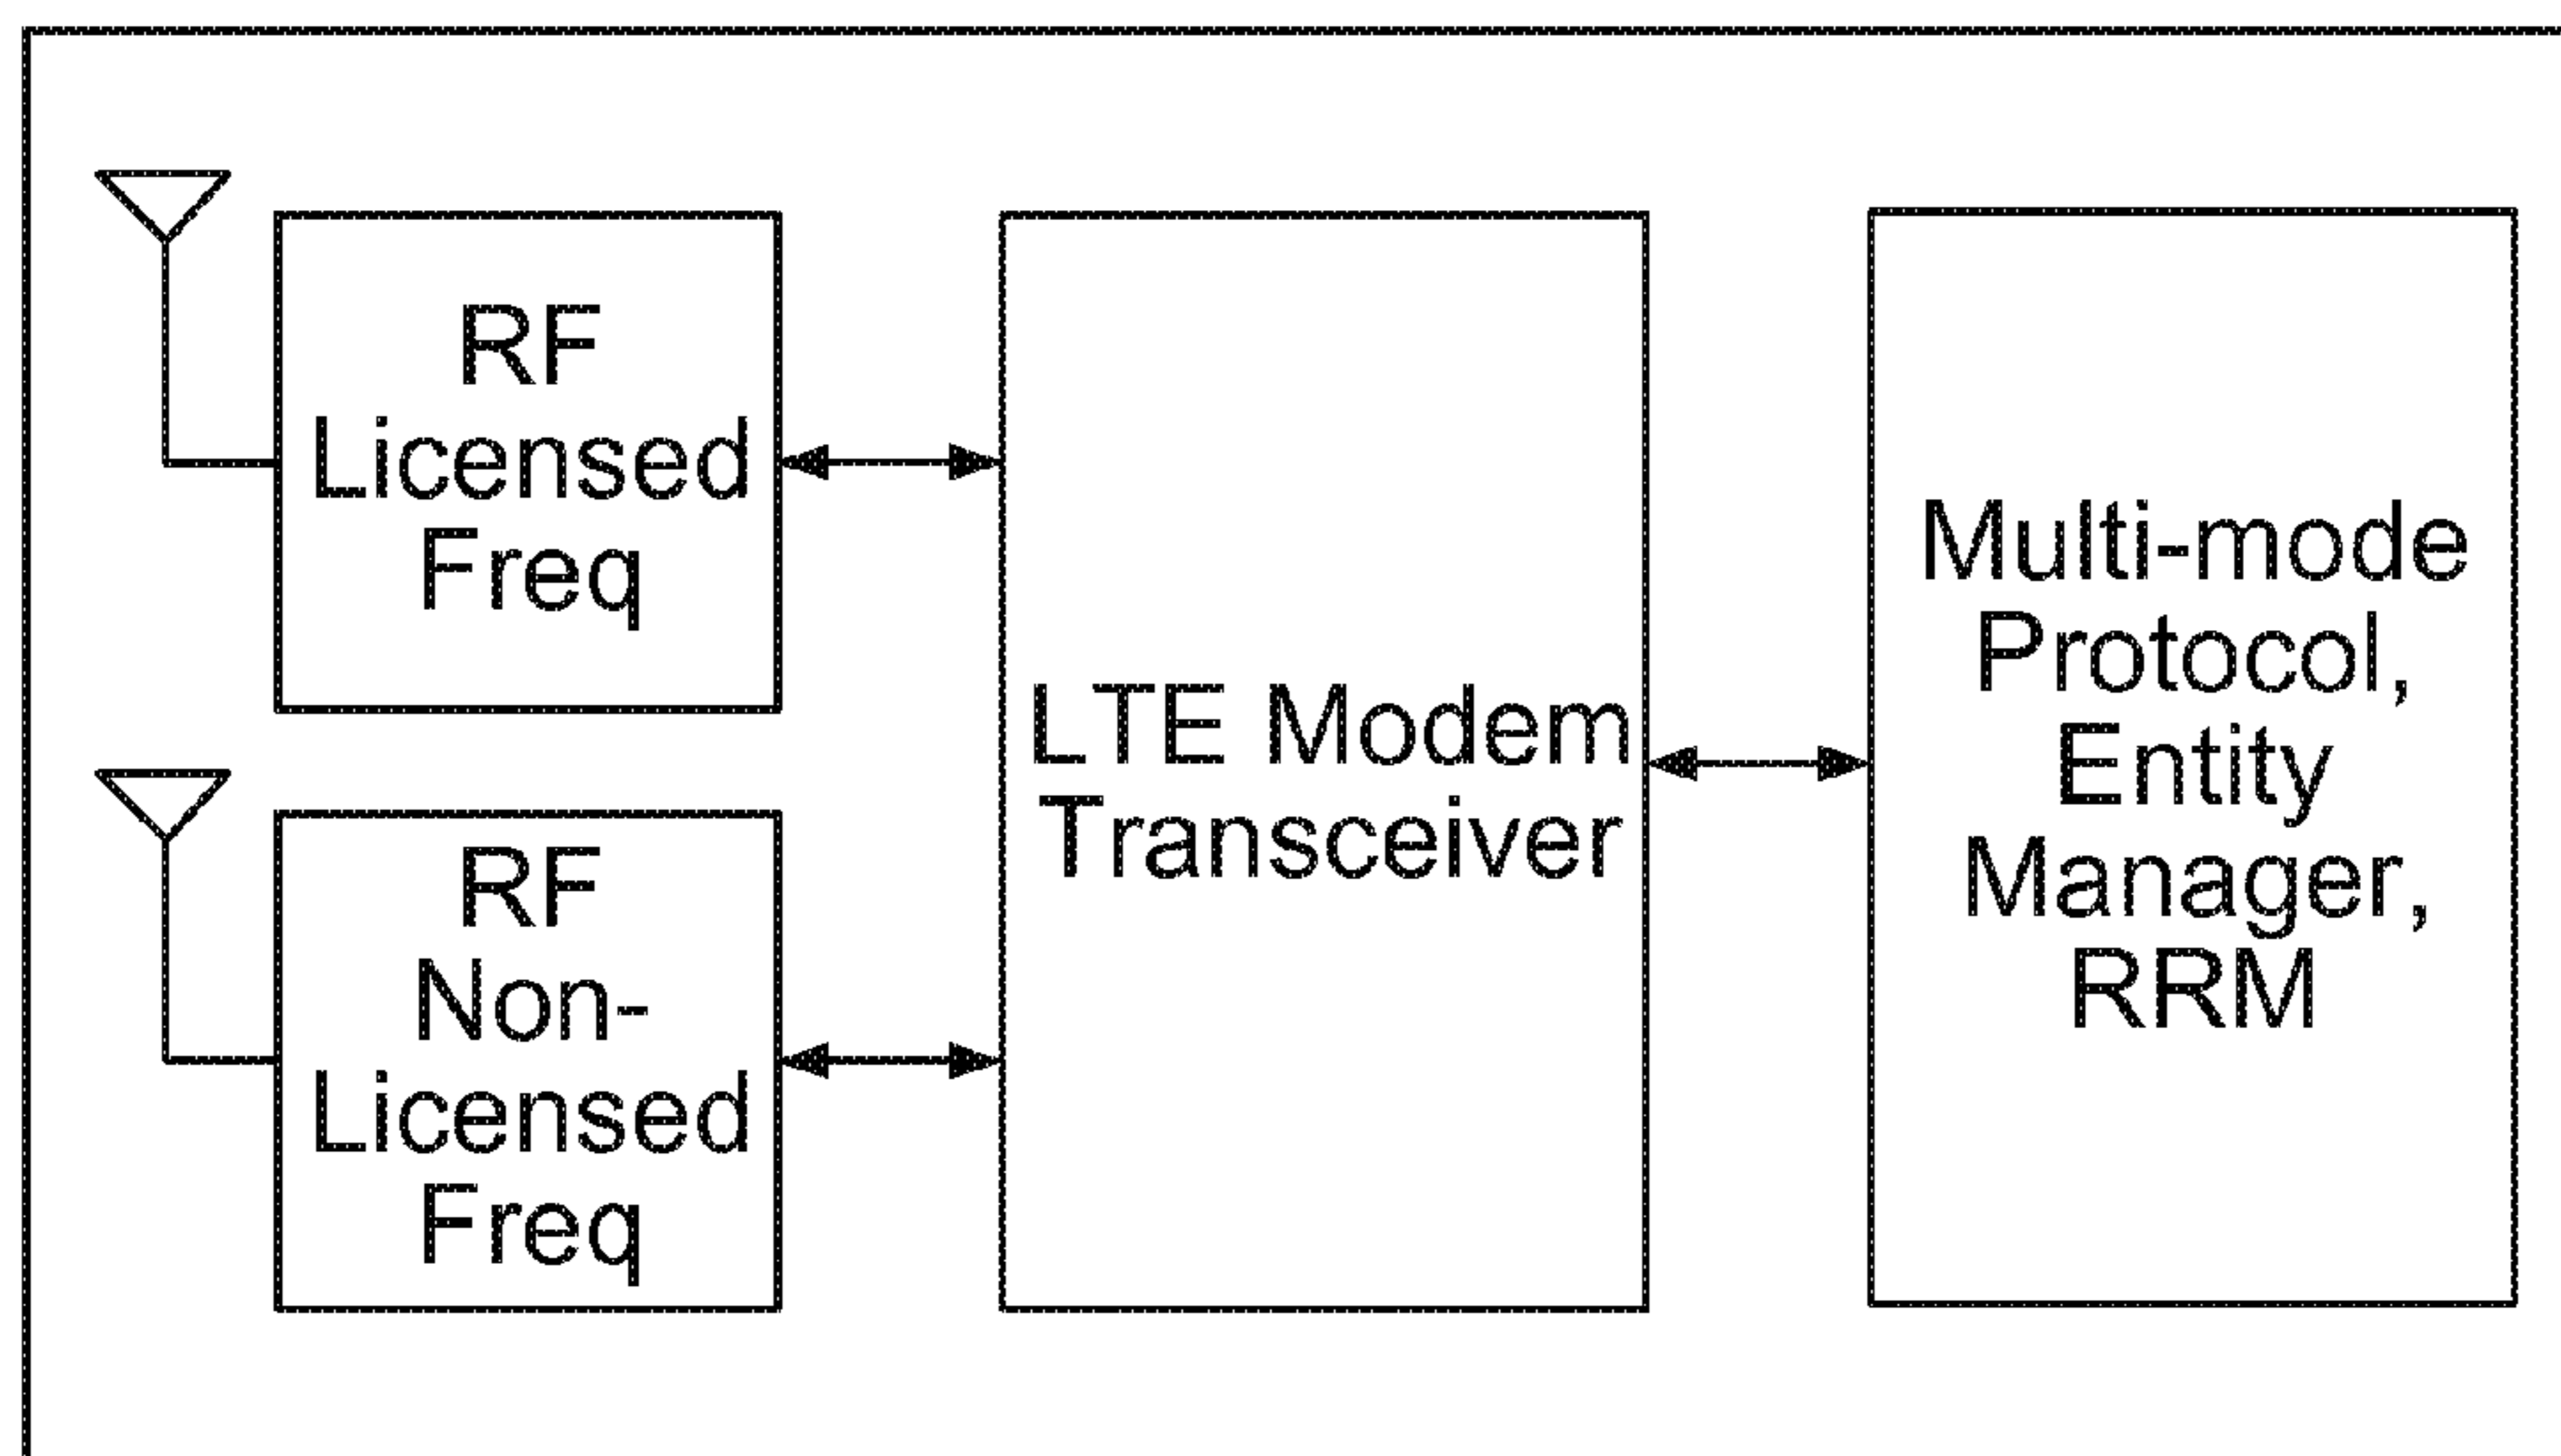 RF
Licensed
Freq
RF
Non-
Licensed
Freq
LTE Modem
Transceiver
Multi-mode
Protocol,
Entity
Manager,
RRM